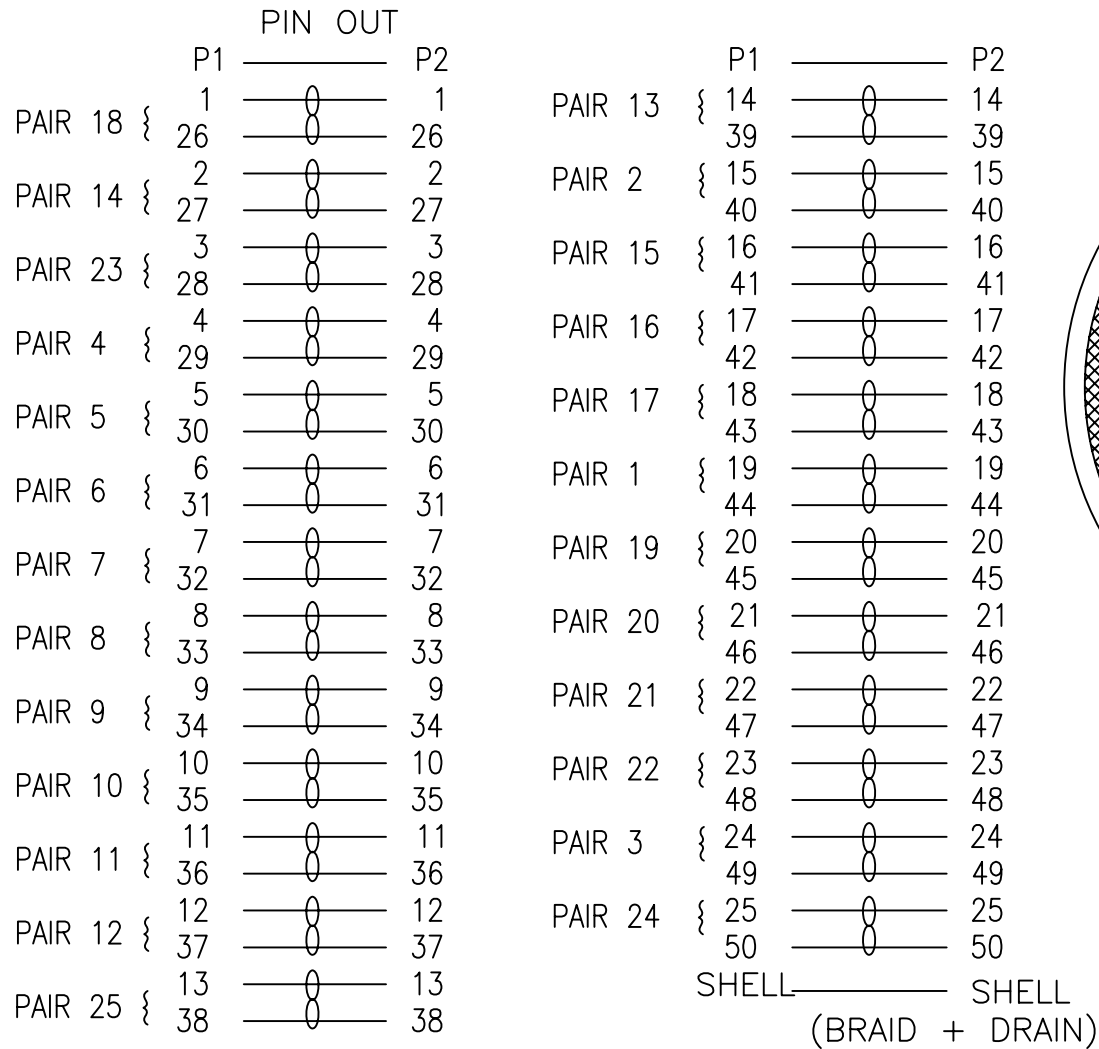 PIN OUT
P1 P2
PAIR 18 { 1 1
26 26
PAIR 14 { 2 2
27 27
PAIR 23 { 3 3
28 28
PAIR 4 { 4 4
29 29
PAIR 5 { 5 5
30 30
PAIR 6 { 6 6
31 31
PAIR 7 { 7 7
32 32
PAIR 8 { 8 8
33 33
PAIR 9 { 9 9
34 34
PAIR 10 { 10 10
35 35
PAIR 11 { 11 11
36 36
PAIR 12 { 12 12
37 37
PAIR 25 { 13 13
38 38
P1 P2
PAIR 13 { 14 14
39 39
PAIR 2 { 15 15
40 40
PAIR 15 { 16 16
41 41
PAIR 16 { 17 17
42 42
PAIR 17 { 18 18
43 43
PAIR 1 { 19 19
44 44
PAIR 19 { 20 20
45 45
PAIR 20 { 21 21
46 46
PAIR 21 { 22 22
47 47
PAIR 22 { 23 23
48 48
PAIR 3 { 24 24
49 49
PAIR 24 { 25 25
50 50
SHELL SHELL
(BRAID + DRAIN)